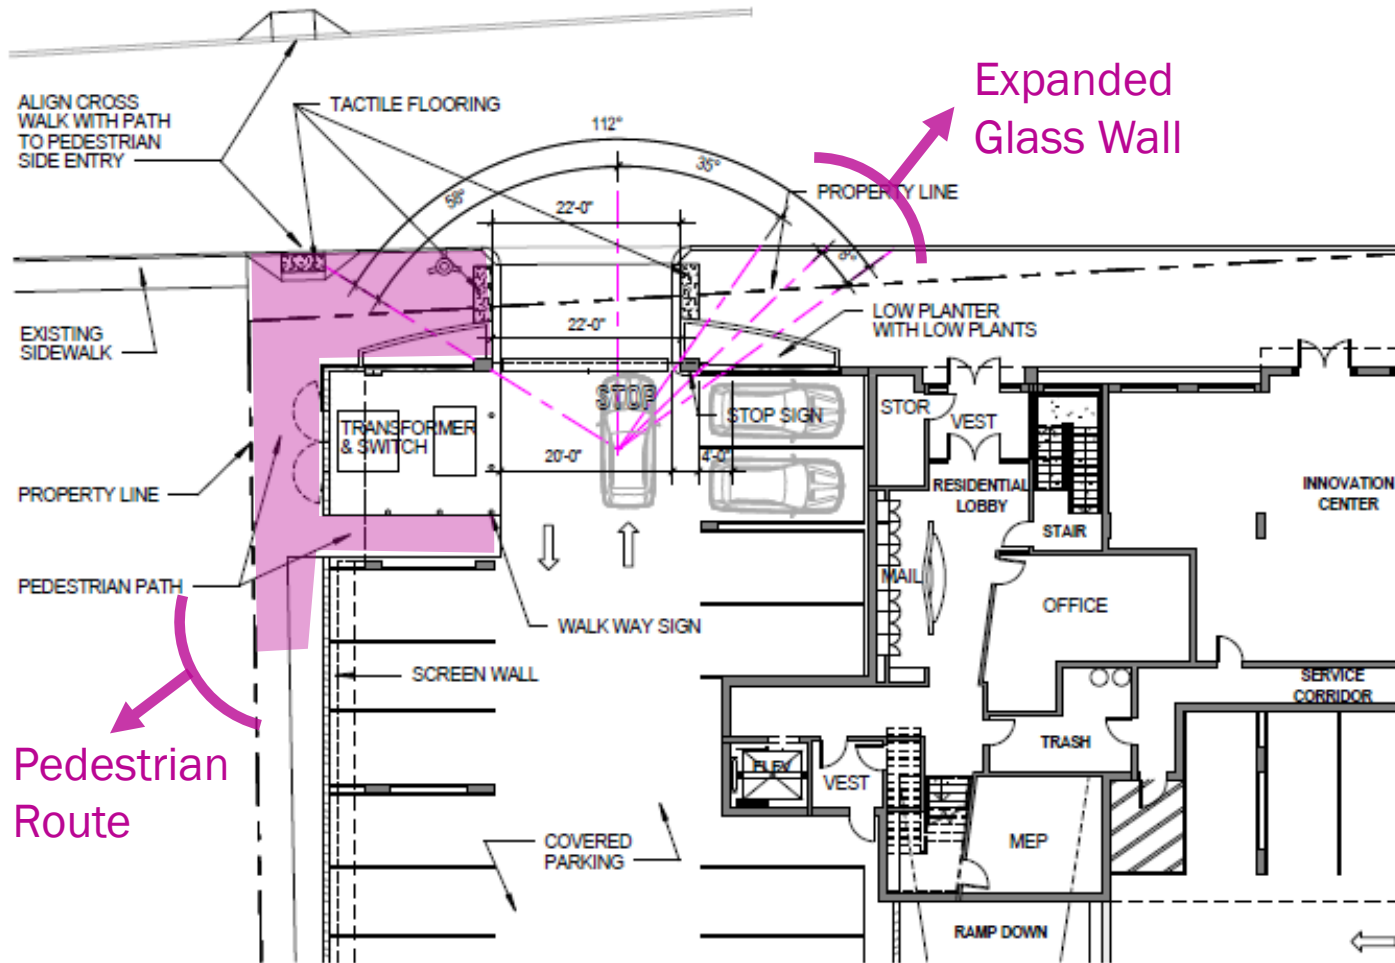 Expanded
Glass Wall
ALIGN CROSS
WALK WITH PATH
TO PEDESTRIAN
SIDE ENTRY
TACTILE FLOORING
112°
35°
58°
8°
PROPERTY LINE
22'-0"
EXISTING
SIDEWALK
LOW PLANTER
WITH LOW PLANTS
22'-0"
STOP
STOP SIGN
TRANSFORMER
& SWITCH
20'-0"
4'-0"
STOR
VEST
RESIDENTIAL
LOBBY
INNOVATION
CENTER
STAIR
PROPERTY LINE
PEDESTRIAN PATH
MAIL
OFFICE
WALK WAY SIGN
SCREEN WALL
SERVICE
CORRIDOR
TRASH
ELEV
VEST
Pedestrian
Route
COVERED
PARKING
MEP
RAMP DOWN